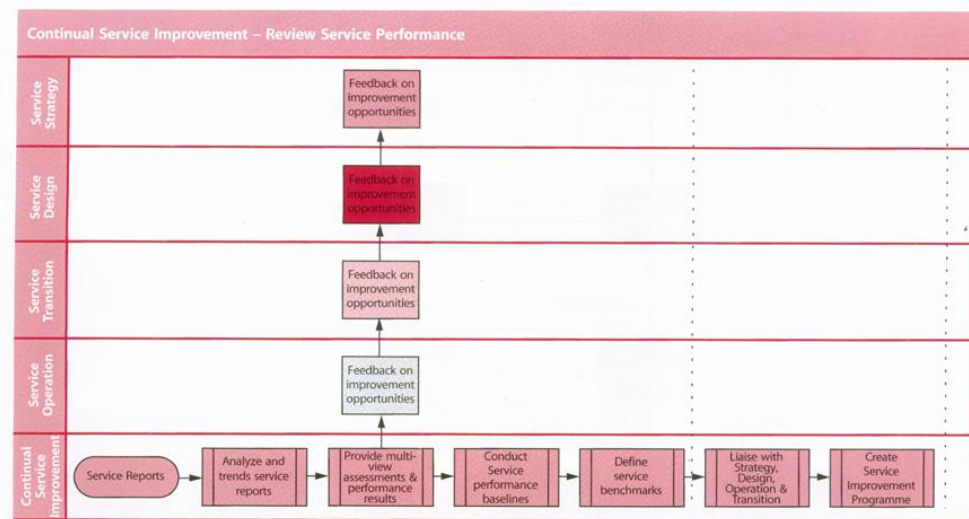 Continual Service Improvement – Review Service Performance
Service
Strategy
Feedback on
improvement
opportunities
Service
Design
Feedback on
improvement
opportunities
Service
Transition
Feedback on
improvement
opportunities
Service
Operation
Feedback on
improvement
opportunities
Continual
Service
Improvement
Service Reports
Analyze and
trends service
reports
Provide multi-
view
assessments &
performance
results
Conduct
Service
performance
baselines
Define
service
benchmarks
Liaise with
Strategy,
Design,
Operation &
Transition
Create
Service
Improvement
Programme